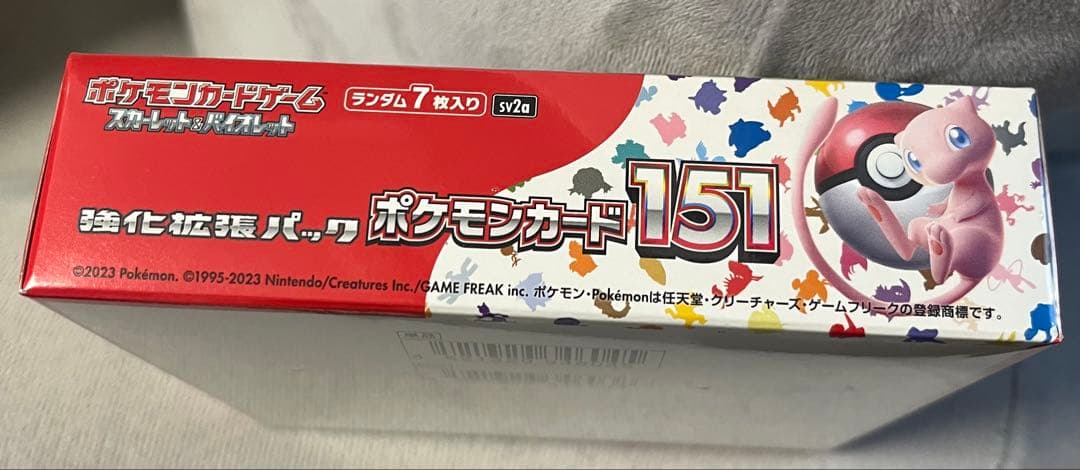 ポケモンカードゲーム
スカーレット&バイオレット
ランダム7枚入り
sv2a
強化拡張パック ポケモンカード151
©2023 Pokémon. ©1995-2023 Nintendo/Creatures Inc./GAME FREAK inc. ポケモン・Pokémonは任天堂・クリーチャーズ・ゲームフリークの登録商標です。